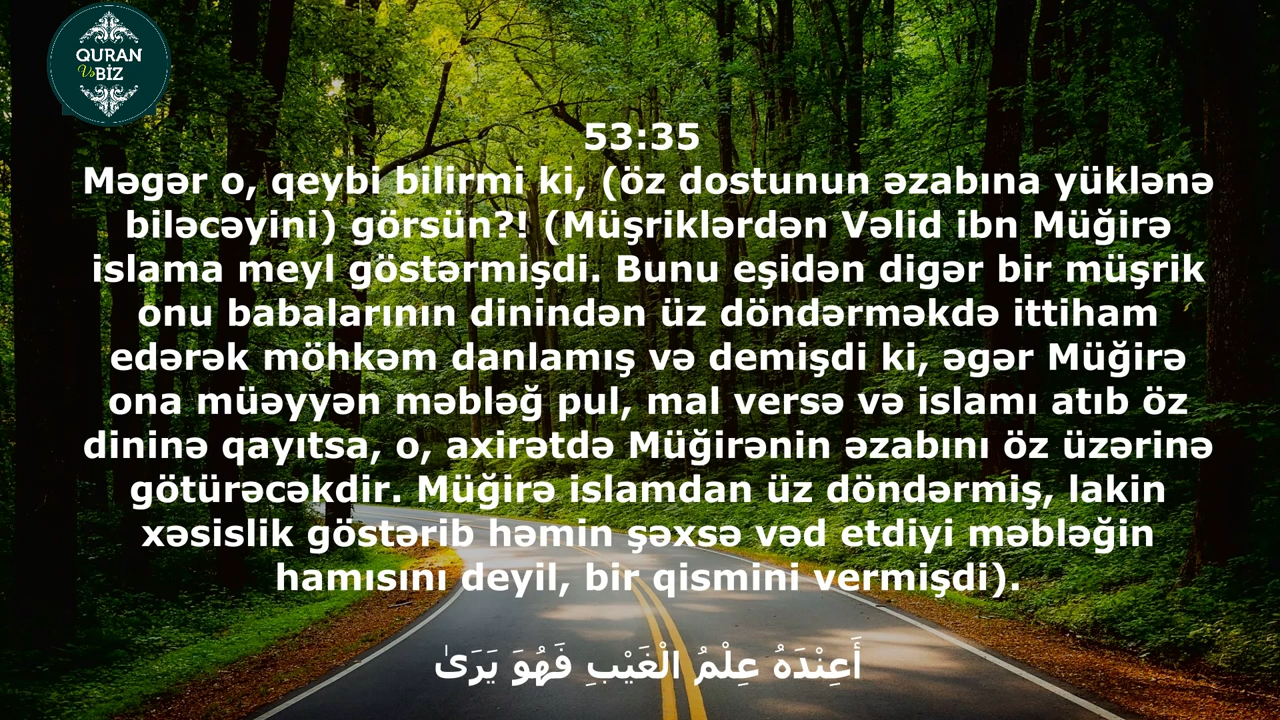 QURAN
Və BİZ
53:35
Məgər o, qeybi bilirmi ki, (öz dostunun əzabına yüklənə
biləcəyini) görsün?! (Müşriklərdən Vəlid ibn Müğirə
islama meyl göstərmişdi. Bunu eşidən digər bir müşrik
onu babalarının dinindən üz döndərməkdə ittiham
edərək möhkəm danlamış və demişdi ki, əgər Müğirə
ona müəyyən məbləğ pul, mal versə və islamı atıb öz
dininə qayıtsa, o, axirətdə Müğirənin əzabını öz üzərinə
götürəcəkdir. Müğirə islamdan üz döndərmiş, lakin
xəsislik göstərib həmin şəxsə vəd etdiyi məbləğin
hamısını deyil, bir qismini vermişdi).
أَعِنْدَهُ عِلْمُ الْغَيْبِ فَهُوَ يَرَىٰ